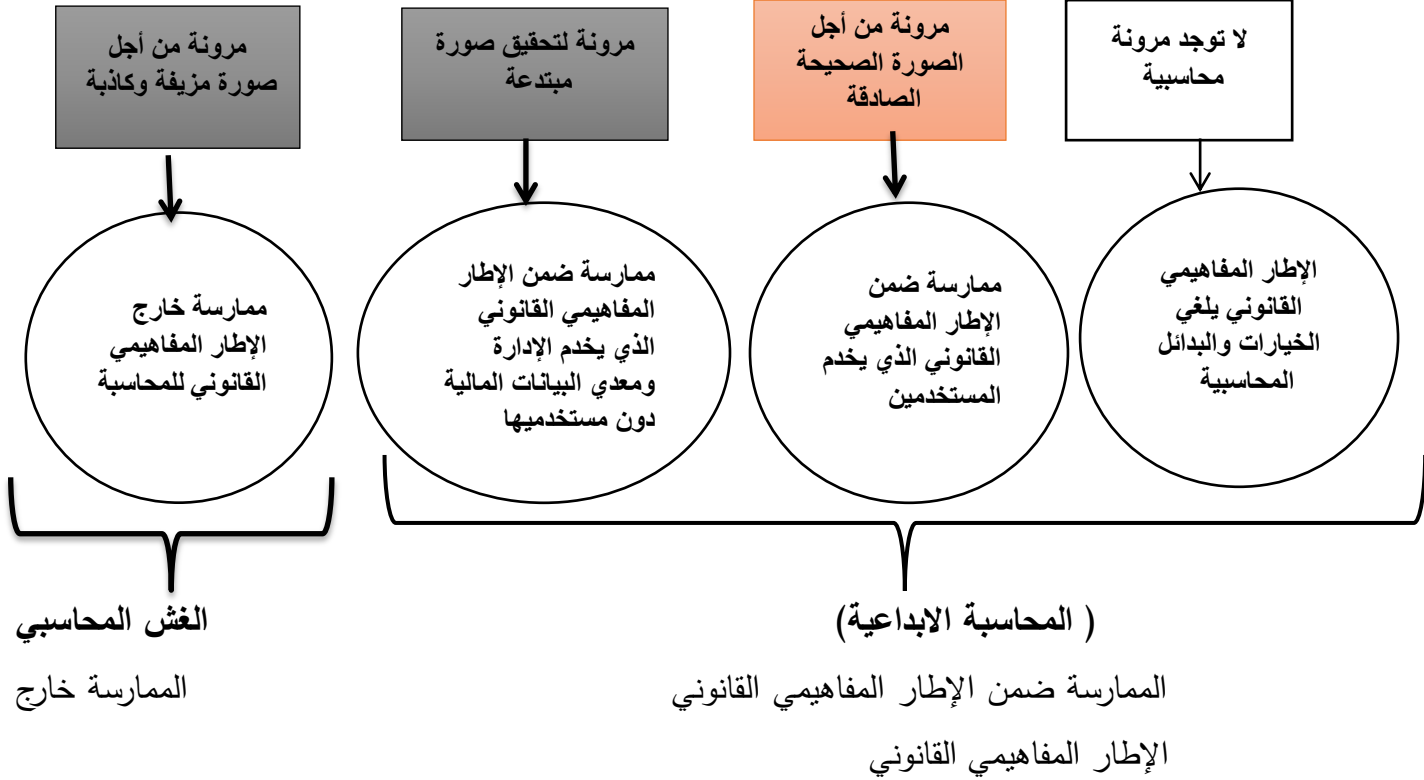 لا توجد مرونة
محاسبية
مرونة من أجل
الصورة الصحيحة
الصادقة
مرونة لتحقيق صورة
مبتدعة
مرونة من أجل
صورة مزيفة وكاذبة
الإطار المفاهيمي
القانوني يلغي
الخيارات والبدائل
المحاسبية
ممارسة ضمن
الإطار المفاهيمي
القانوني الذي يخدم
المستخدمين
ممارسة ضمن الإطار
المفاهيمي القانوني
الذي يخدم الإدارة
ومعدي البيانات المالية
دون مستخدميها
ممارسة خارج
الإطار المفاهيمي
القانوني للمحاسبة
( المحاسبة الابداعية)
الغش المحاسبي
الممارسة ضمن الإطار المفاهيمي القانوني
الممارسة خارج
الإطار المفاهيمي القانوني